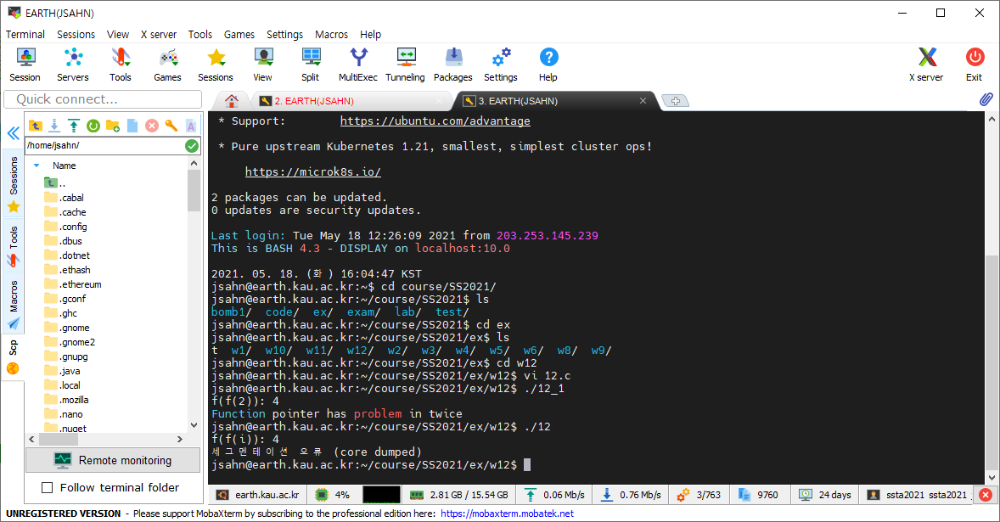 EARTH(JSAHN)
Terminal Sessions View X server Tools Games Settings Macros Help
Session Servers Tools Games Sessions View Split MultiExec Tunneling Packages Settings Help X server Exit
Quick connect...
2. EARTH(JSAHN)
3. EARTH(JSAHN)
/home/jsahn/
Name
..
.cabal
.cache
.config
.dbus
.dotnet
.ethash
.ethereum
.gconf
.ghc
.gnome
.gnome2
.gnupg
.java
.local
.mozilla
.nano
.nuget
Sessions
Tools
Macros
Scp
Remote monitoring
Follow terminal folder
* Support: https://ubuntu.com/advantage
* Pure upstream Kubernetes 1.21, smallest, simplest cluster ops!
https://microk8s.io/
2 packages can be updated.
0 updates are security updates.
Last login: Tue May 18 12:26:09 2021 from 203.253.145.239
This is BASH 4.3 - DISPLAY on localhost:10.0
2021. 05. 18. (화 ) 16:04:47 KST
jsahn@earth.kau.ac.kr:~$ cd course/SS2021/
jsahn@earth.kau.ac.kr:~/course/SS2021$ ls
bomb1/ code/ ex/ exam/ lab/ test/
jsahn@earth.kau.ac.kr:~/course/SS2021$ cd ex
jsahn@earth.kau.ac.kr:~/course/SS2021/ex$ ls
t w1/ w10/ w11/ w12/ w2/ w3/ w4/ w5/ w6/ w8/ w9/
jsahn@earth.kau.ac.kr:~/course/SS2021/ex$ cd w12
jsahn@earth.kau.ac.kr:~/course/SS2021/ex/w12$ vi 12.c
jsahn@earth.kau.ac.kr:~/course/SS2021/ex/w12$ ./12_1
f(f(2)): 4
Function pointer has problem in twice
jsahn@earth.kau.ac.kr:~/course/SS2021/ex/w12$ ./12
f(f(i)): 4
세그멘테이션 오류 (core dumped)
jsahn@earth.kau.ac.kr:~/course/SS2021/ex/w12$
earth.kau.ac.kr 4% 2.81 GB / 15.54 GB 0.06 Mb/s 0.76 Mb/s 3/763 9760 24 days ssta2021 ssta2021
UNREGISTERED VERSION - Please support MobaXterm by subscribing to the professional edition here: https://mobaxterm.mobatek.net